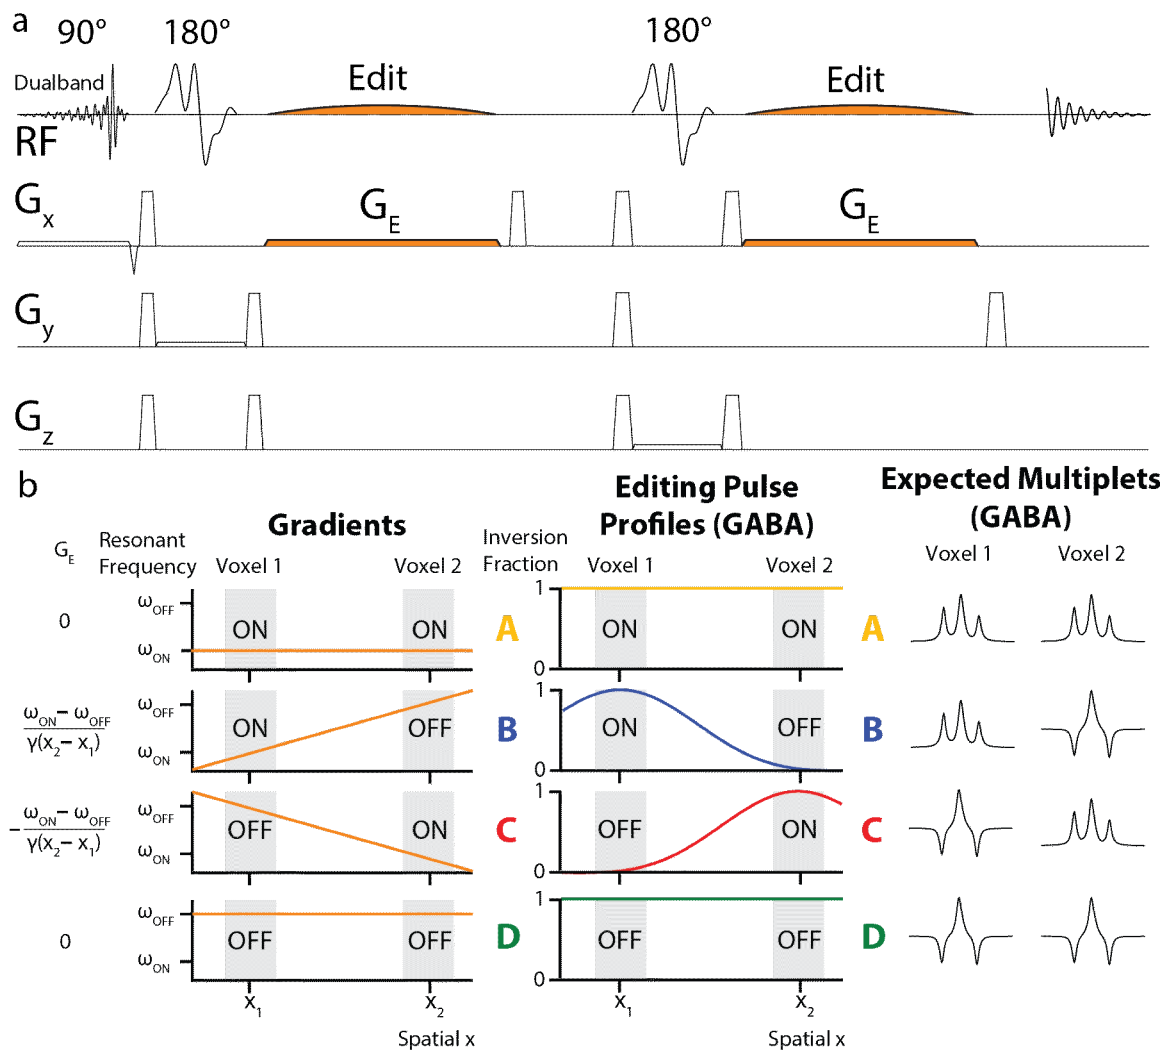 a
90° 180° 180°
Dualband
Edit Edit
RF
Gx
GE GE
Gy
Gz
b
Gradients
Editing Pulse
Profiles (GABA)
Expected Multiplets
(GABA)
GE
Resonant
Frequency
Voxel 1 Voxel 2
Inversion
Fraction
Voxel 1 Voxel 2
Voxel 1 Voxel 2
0
ωOFF
ωON
ON ON
A
1
0
ON ON
A
ωON − ωOFF
γ(x2 − x1)
ωOFF
ωON
ON OFF
B
1
0
ON OFF
B
− ωON − ωOFF
γ(x2 − x1)
ωOFF
ωON
OFF ON
C
1
0
OFF ON
C
0
ωOFF
ωON
OFF OFF
D
1
0
OFF OFF
D
x1 x2
Spatial x
x1 x2
Spatial x